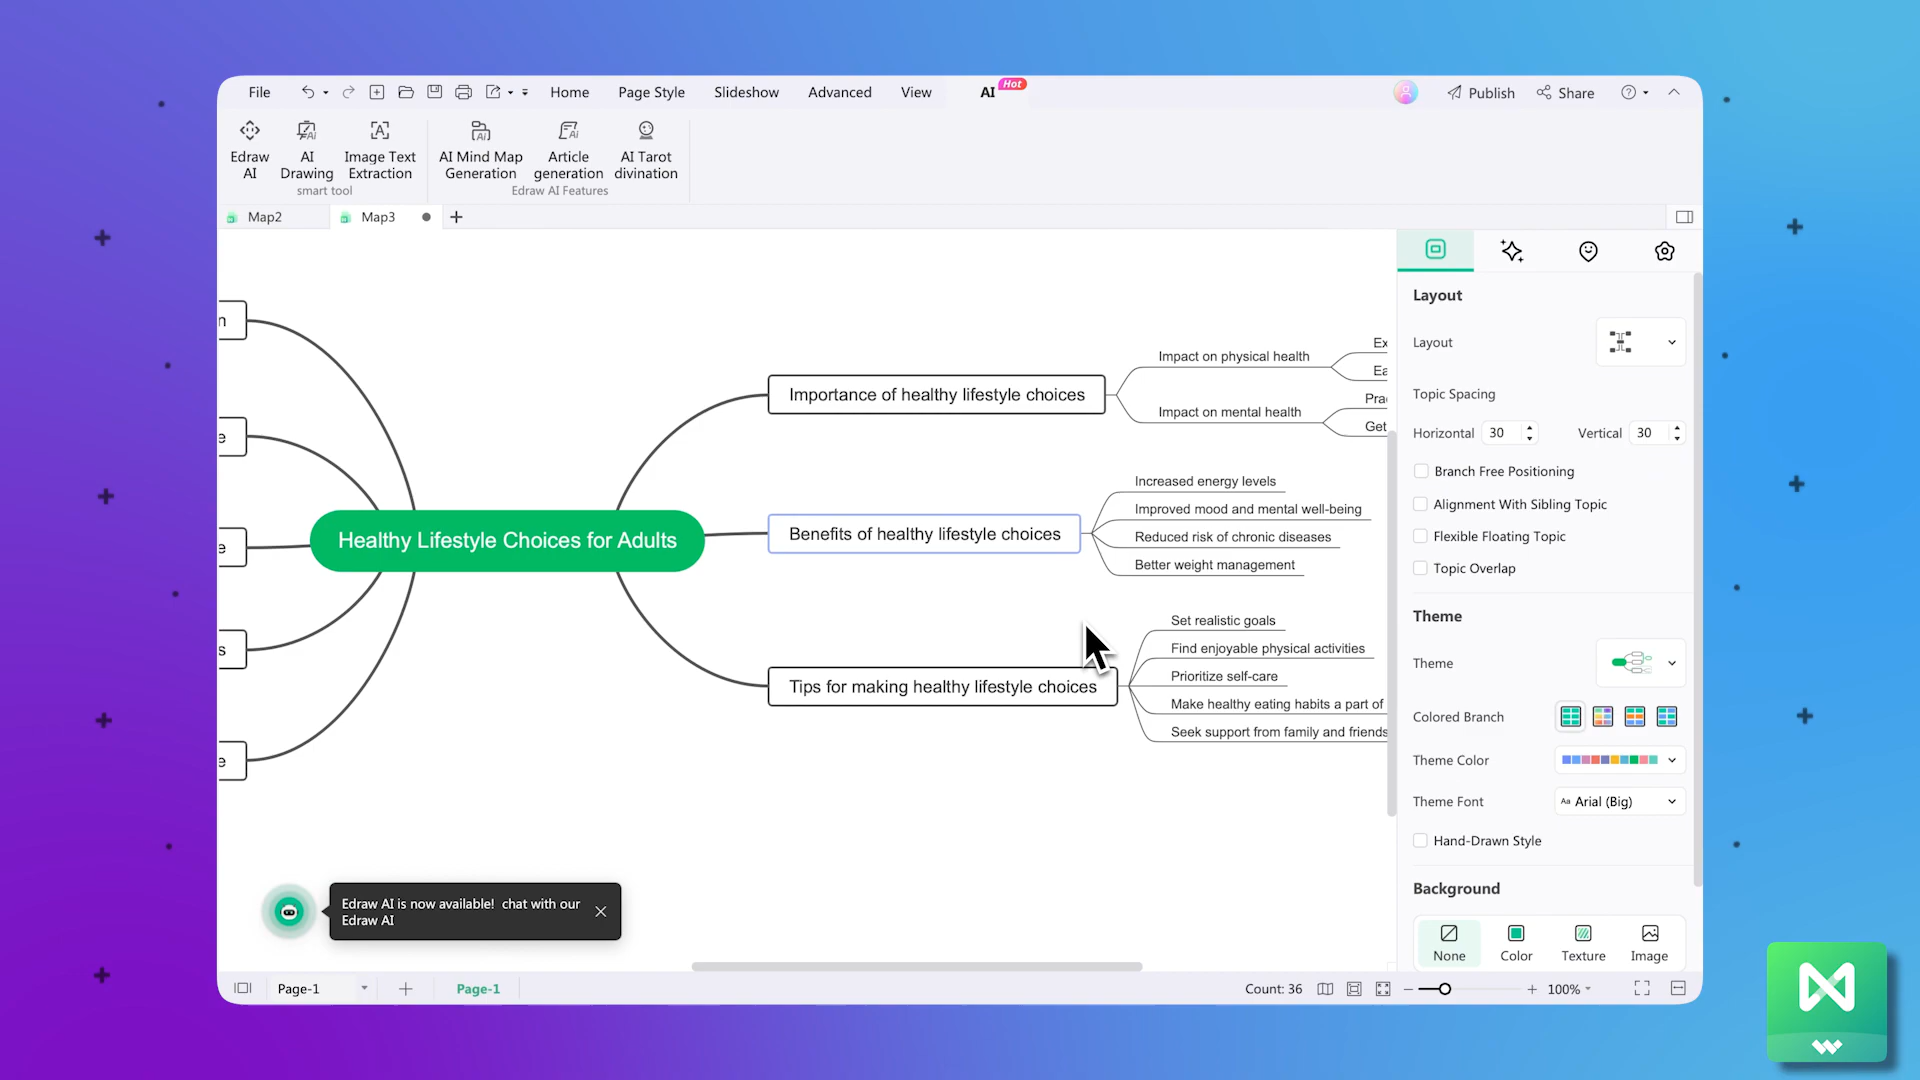 File
Home
Page Style
Slideshow
Advanced
View
AI
Hot
Publish
Share
Edraw
AI
AI
Drawing
Image Text
Extraction
smart tool
AI Mind Map
Generation
Article
generation
AI Tarot
divination
Edraw AI Features
Map2
Map3
n
e
e
s
e
Healthy Lifestyle Choices for Adults
Importance of healthy lifestyle choices
Impact on physical health
Ex
Ea
Impact on mental health
Pra
Get
Benefits of healthy lifestyle choices
Increased energy levels
Improved mood and mental well-being
Reduced risk of chronic diseases
Better weight management
Tips for making healthy lifestyle choices
Set realistic goals
Find enjoyable physical activities
Prioritize self-care
Make healthy eating habits a part of
Seek support from family and friends
Edraw AI is now available! chat with our
Edraw AI
Layout
Layout
Topic Spacing
Horizontal 30
Vertical 30
Branch Free Positioning
Alignment With Sibling Topic
Flexible Floating Topic
Topic Overlap
Theme
Theme
Colored Branch
Theme Color
Theme Font
Aa Arial (Big)
Hand-Drawn Style
Background
None
Color
Texture
Image
Page-1
Page-1
Count: 36
100%